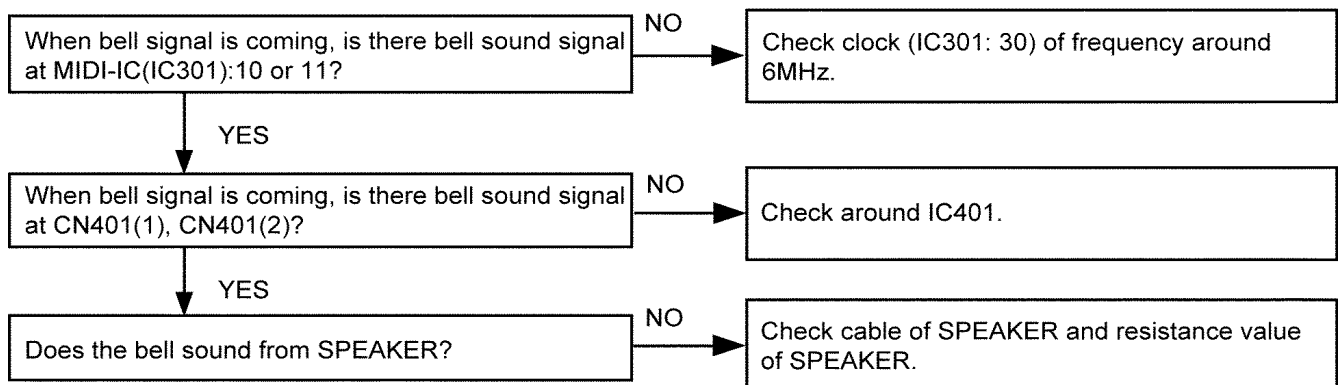 When bell signal is coming, is there bell sound signal
at MIDI-IC(IC301):10 or 11?
NO
Check clock (IC301: 30) of frequency around
6MHz.
YES
When bell signal is coming, is there bell sound signal
at CN401(1), CN401(2)?
NO
Check around IC401.
YES
Does the bell sound from SPEAKER?
NO
Check cable of SPEAKER and resistance value
of SPEAKER.